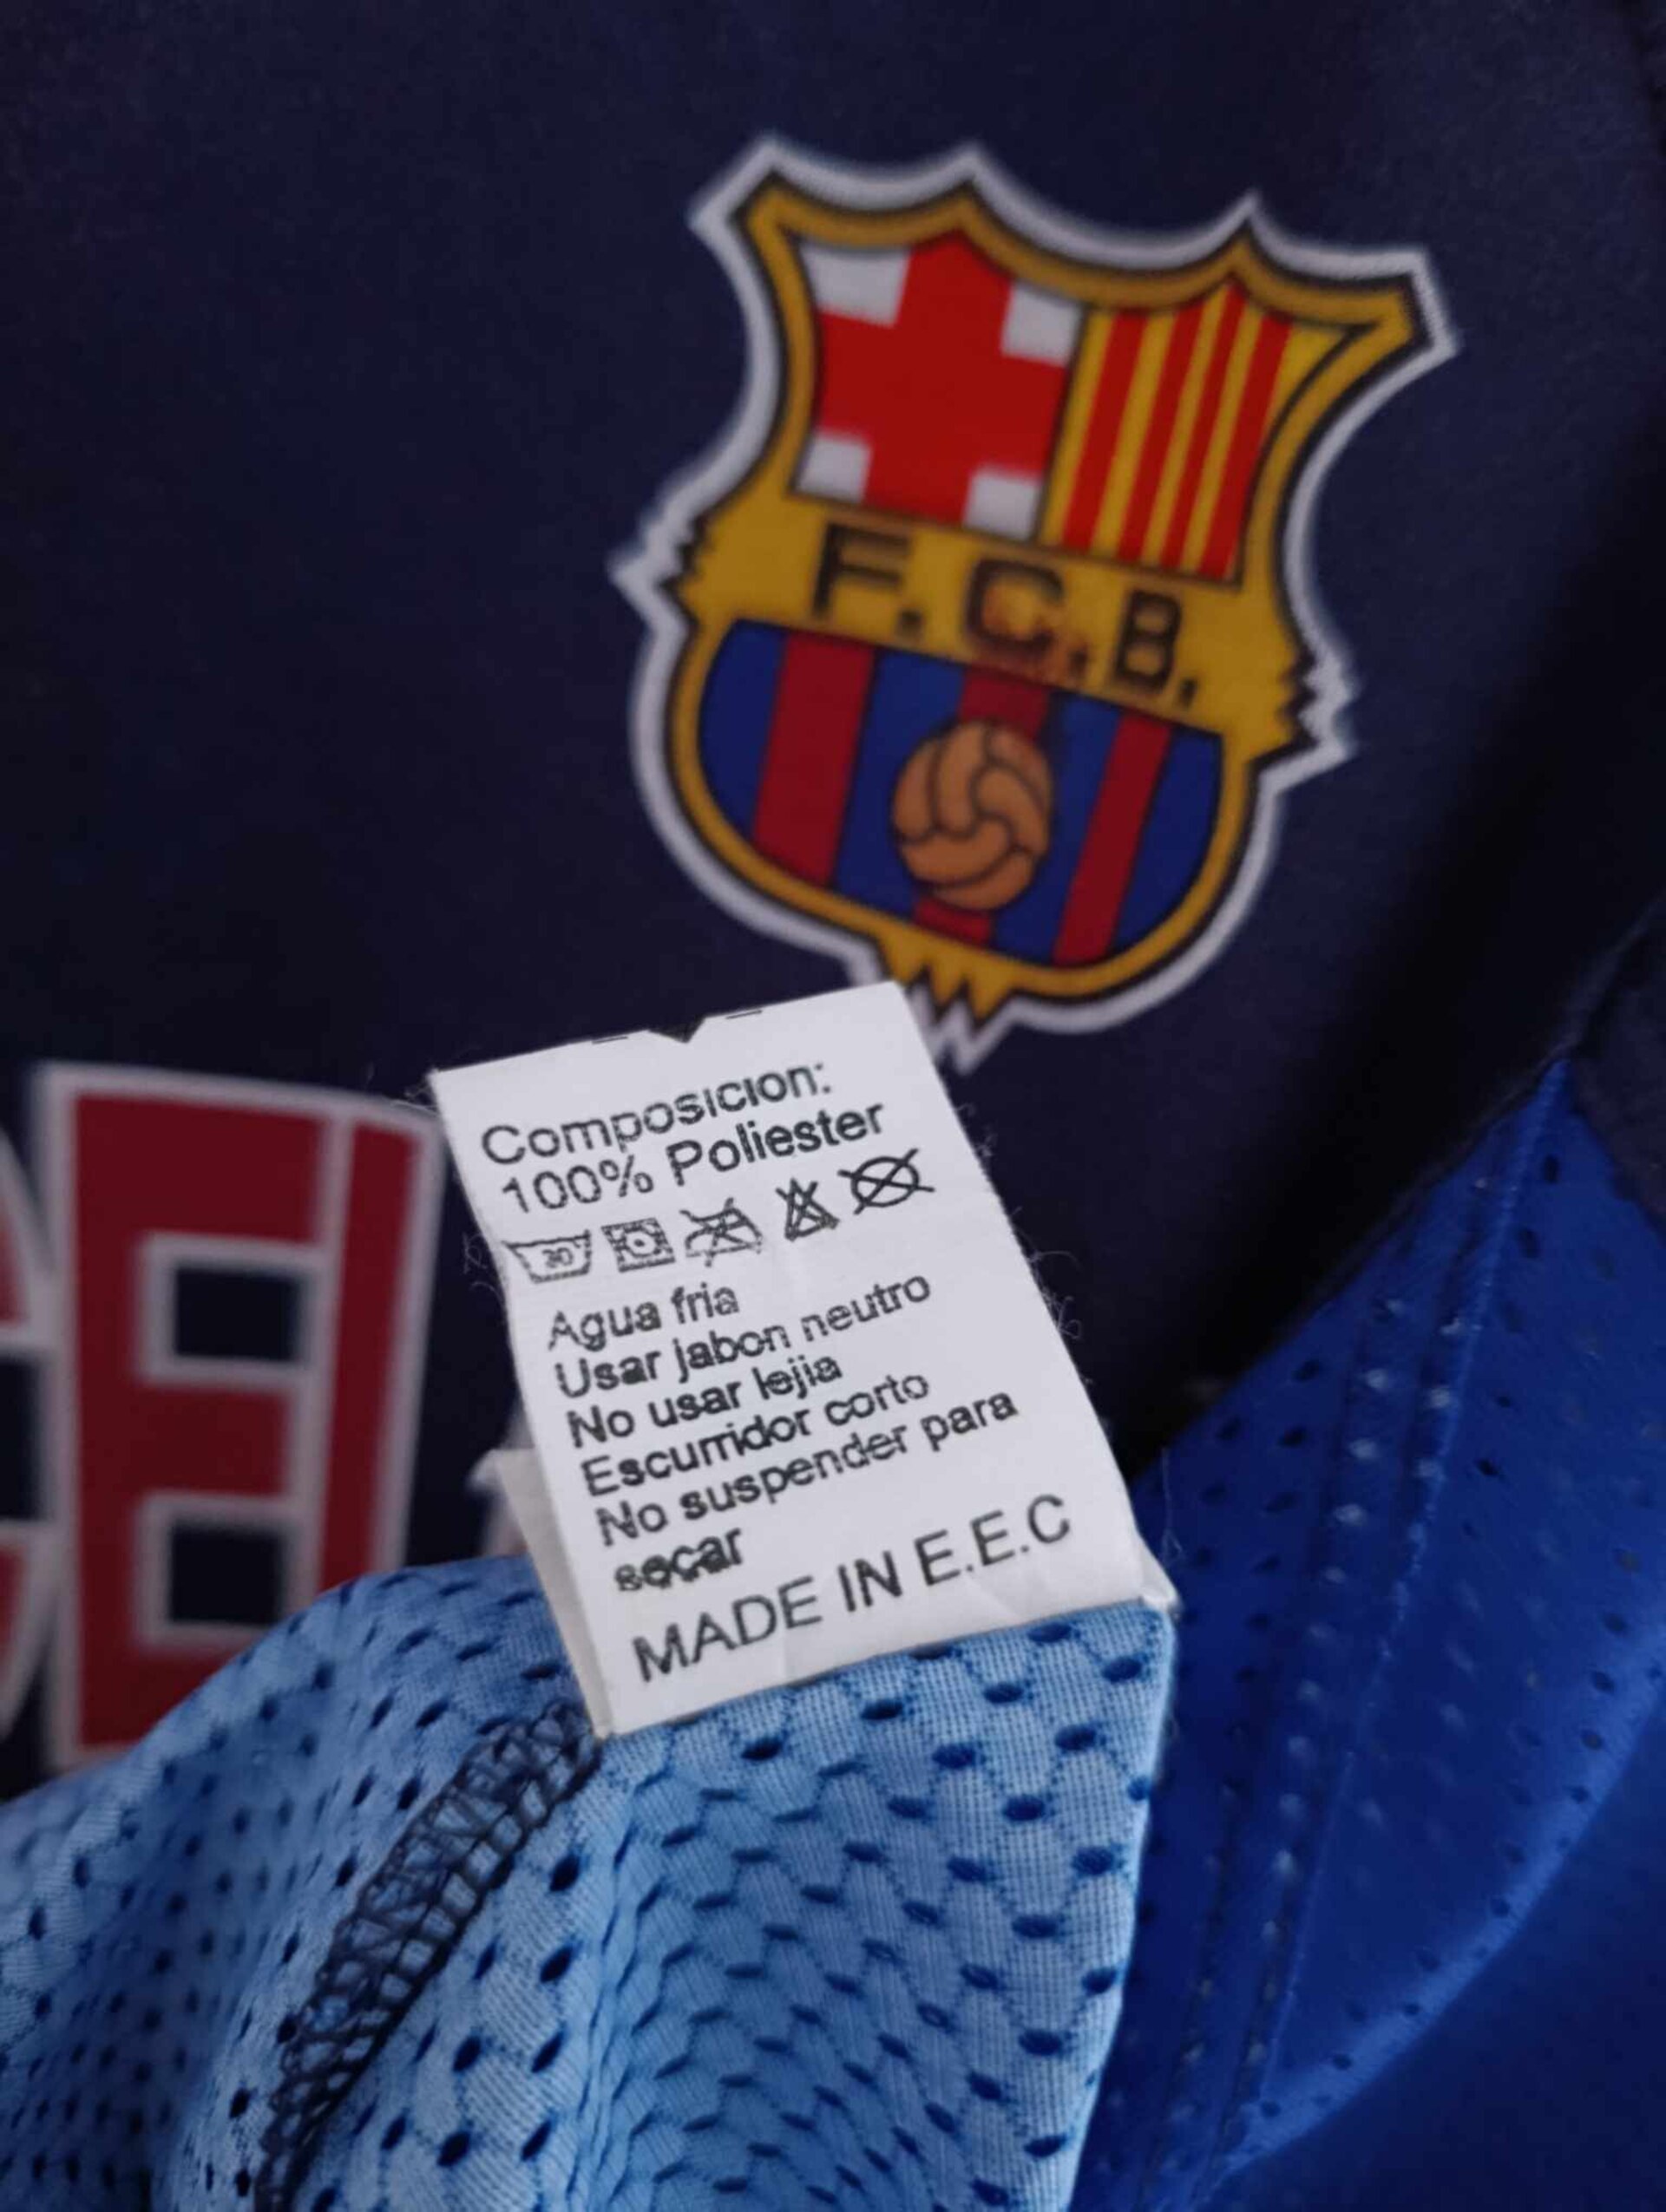 F.C.B.
Composicion:
100% Poliester
30
Agua fria
Usar jabon neutro
No usar lejia
Escurridor corto
No suspender para
secar
MADE IN E.E.C